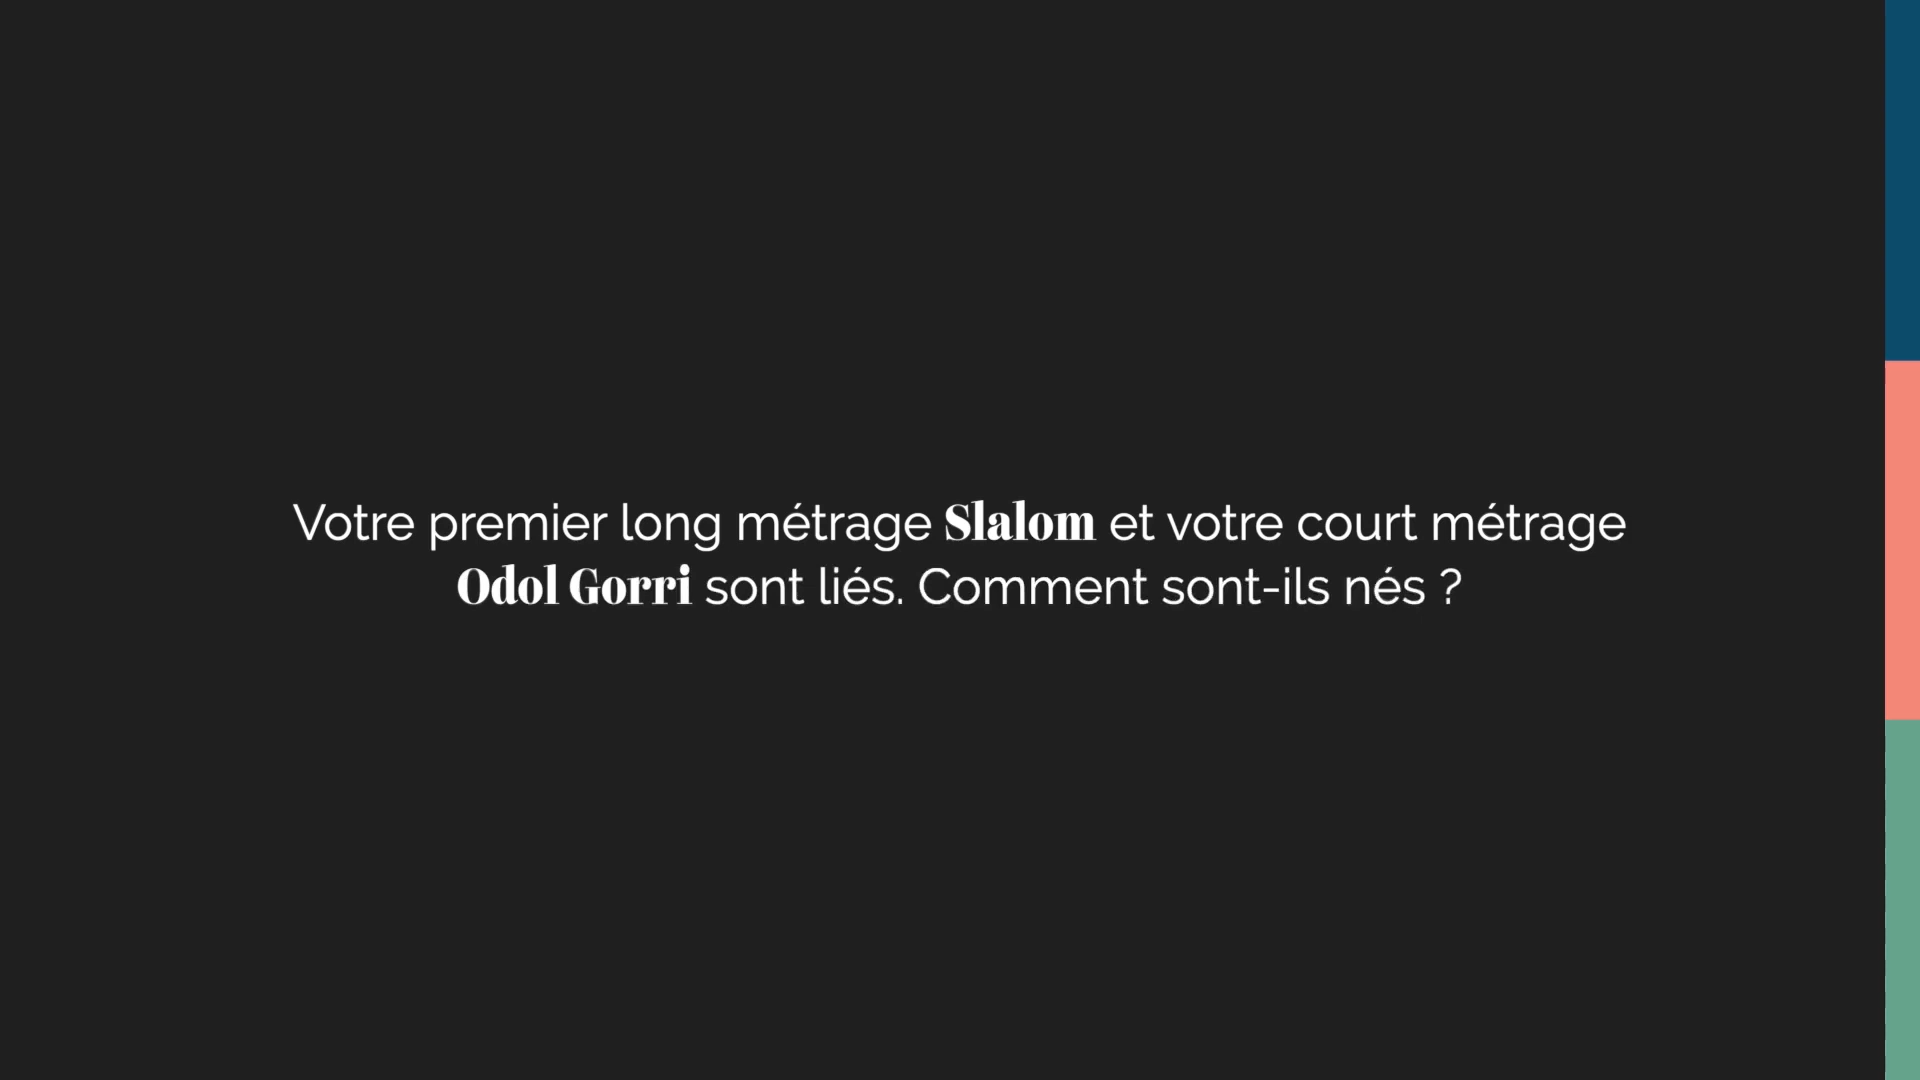 Votre premier long métrage Slalom et votre court métrage
Odol Gorri sont liés. Comment sont-ils nés ?